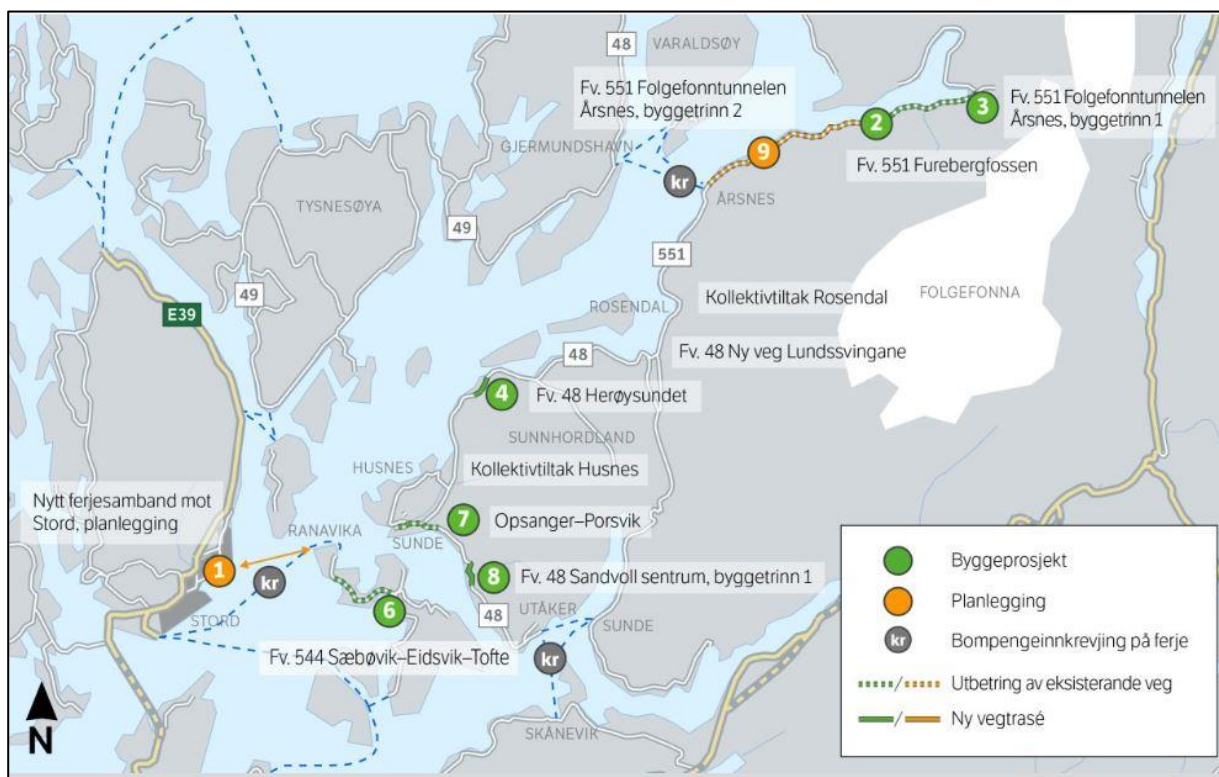 48
VARALDSØY
Fv. 551 Folgefonntunnelen
Årsnes, byggetrinn 2
3
Fv. 551 Folgefonntunnelen
Årsnes, byggetrinn 1
2
GJERMUNDSHAVN
9
Fv. 551 Furebergfossen
kr
ÅRSNES
TYSNESØYA
49
551
49
E39
ROSENDAL
Kollektivtiltak Rosendal
FOLGEFONNA
48
Fv. 48 Ny veg Lundssvingane
4
Fv. 48 Herøysundet
SUNNHORDLAND
HUSNES
Kollektivtiltak Husnes
Nytt ferjesamband mot
Stord, planlegging
RANAVIKA
7
Opsanger–Porsvik
SUNDE
1
kr
8
Fv. 48 Sandvoll sentrum, byggetrinn 1
6
STORD
48
UTÅKER
SUNDE
Fv. 544 Sæbøvik–Eidsvik–Tofte
kr
SKÅNEVIK
N
Byggeprosjekt
Planlegging
kr
Bompengeinnkrevjing på ferje
/
Utbetring av eksisterande veg
/
Ny vegtrasé